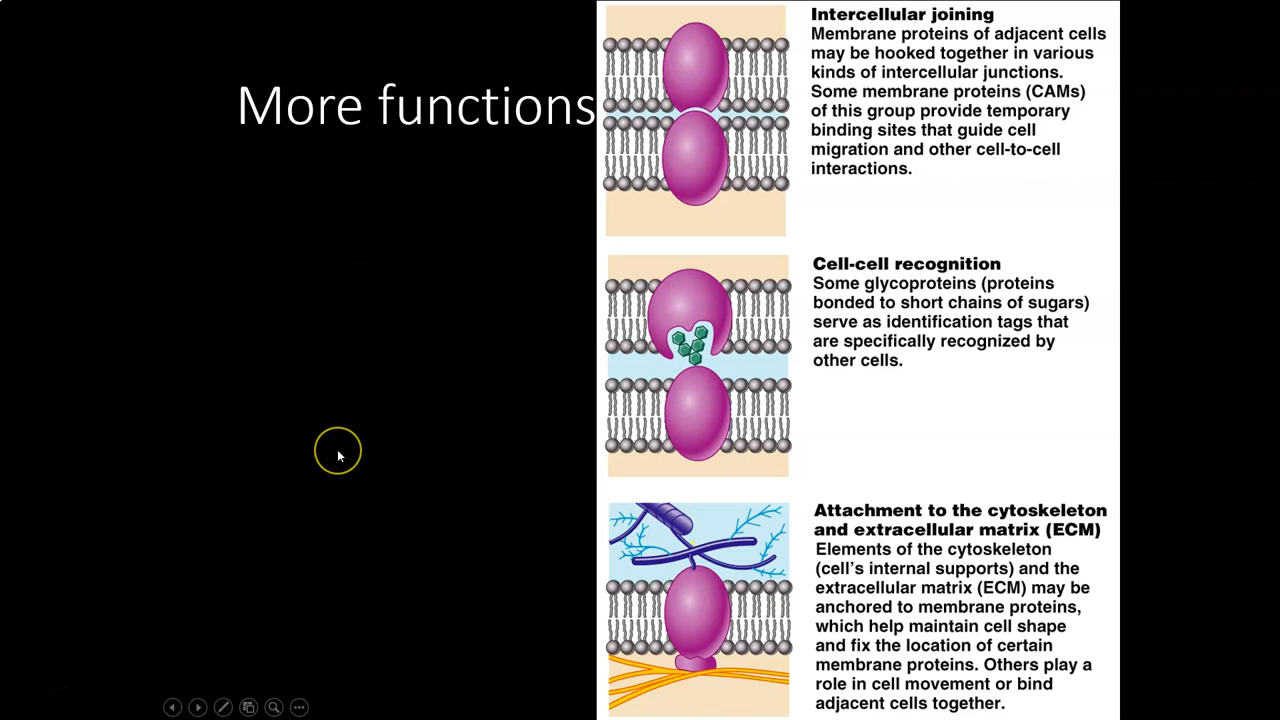 More functions
Intercellular joining
Membrane proteins of adjacent cells
may be hooked together in various
kinds of intercellular junctions.
Some membrane proteins (CAMs)
of this group provide temporary
binding sites that guide cell
migration and other cell-to-cell
interactions.
Cell-cell recognition
Some glycoproteins (proteins
bonded to short chains of sugars)
serve as identification tags that
are specifically recognized by
other cells.
Attachment to the cytoskeleton
and extracellular matrix (ECM)
Elements of the cytoskeleton
(cell's internal supports) and the
extracellular matrix (ECM) may be
anchored to membrane proteins,
which help maintain cell shape
and fix the location of certain
membrane proteins. Others play a
role in cell movement or bind
adjacent cells together.